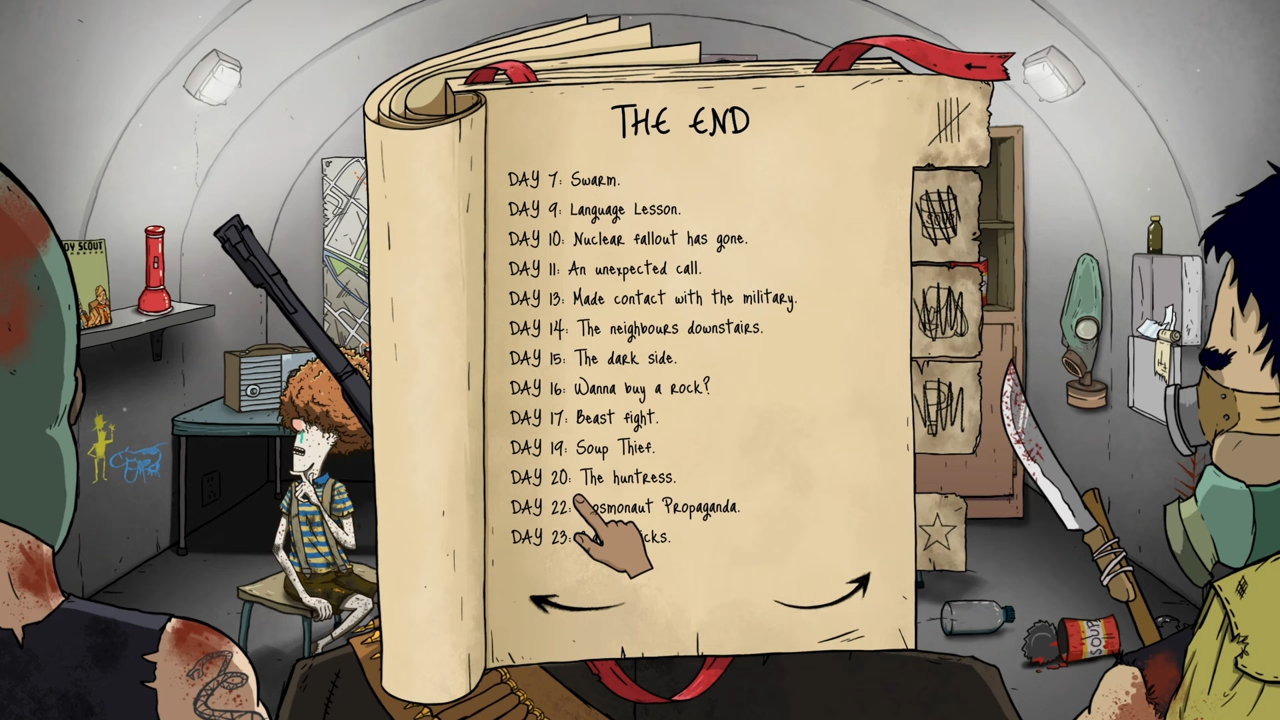 THE END
DAY 7: Swarm.
DAY 9: Language Lesson.
DAY 10: Nuclear fallout has gone.
DAY 11: An unexpected call.
DAY 13: Made contact with the military.
DAY 14: The neighbours downstairs.
DAY 15: The dark side.
DAY 16: Wanna buy a rock?
DAY 17: Beast fight.
DAY 19: Soup Thief.
DAY 20: The huntress.
DAY 22: osmonaut Propaganda.
DAY 23: cks.
OY SCOUT
SOUP